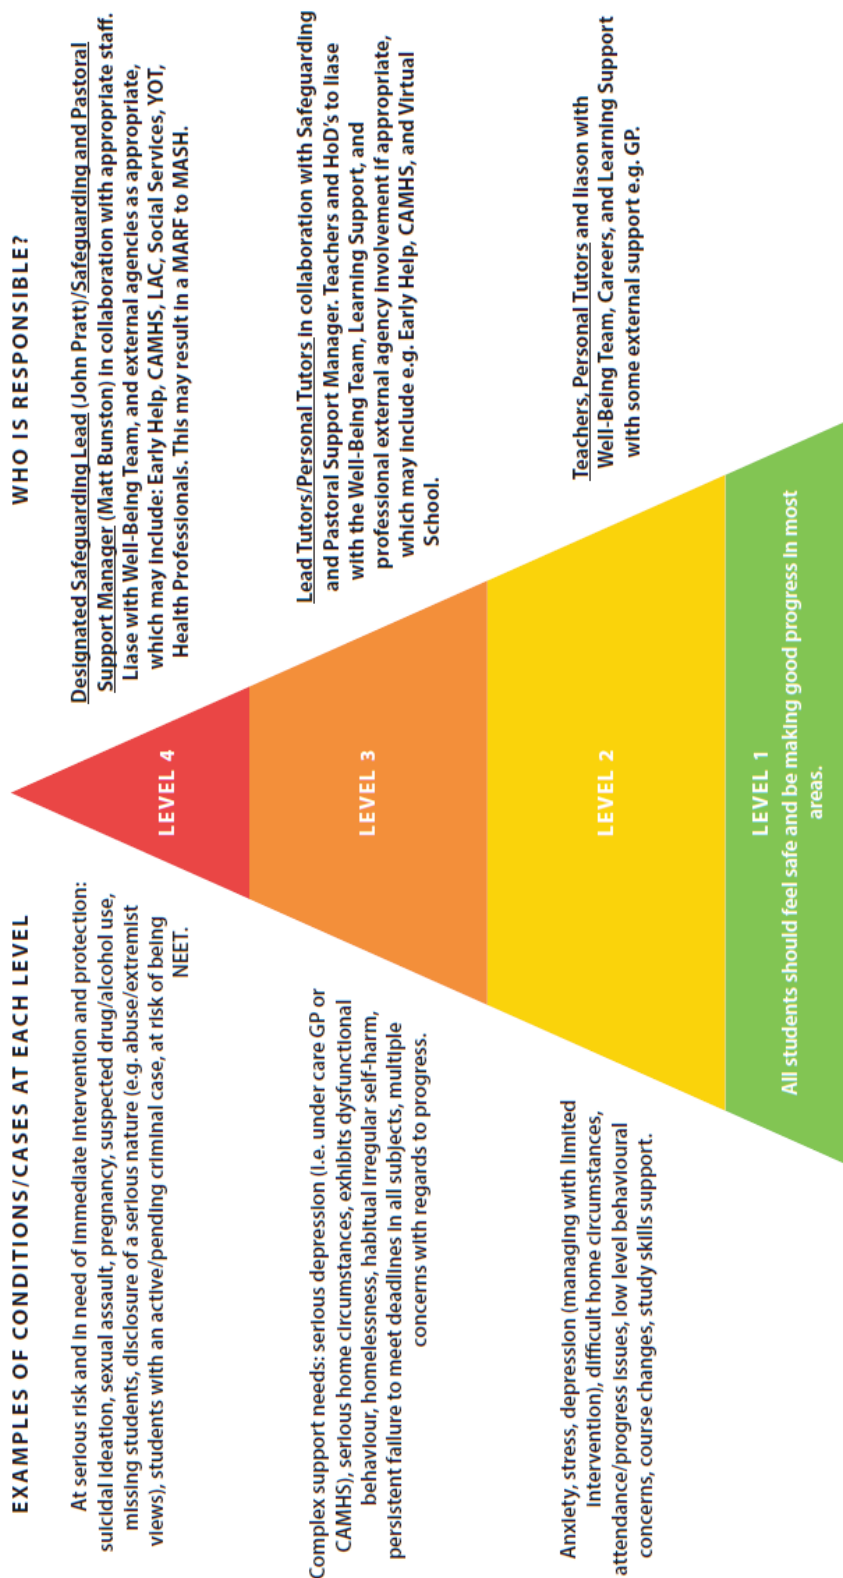 EXAMPLES OF CONDITIONS/CASES AT EACH LEVEL
WHO IS RESPONSIBLE?
At serious risk and in need of immediate intervention and protection:
suicidal ideation, sexual assault, pregnancy, suspected drug/alcohol use,
missing students, disclosure of a serious nature (e.g. abuse/extremist
views), students with an active/pending criminal case, at risk of being
NEET.
LEVEL 4
Designated Safeguarding Lead (John Pratt)/Safeguarding and Pastoral
Support Manager (Matt Bunston) in collaboration with appropriate staff.
Liase with Well-Being Team, and external agencies as appropriate,
which may include: Early Help, CAMHS, LAC, Social Services, YOT,
Health Professionals. This may result in a MARF to MASH.
Complex support needs: serious depression (i.e. under care GP or
CAMHS), serious home circumstances, exhibits dysfunctional
behaviour, homelessness, habitual irregular self-harm,
persistent failure to meet deadlines in all subjects, multiple
concerns with regards to progress.
LEVEL 3
Lead Tutors/Personal Tutors in collaboration with Safeguarding
and Pastoral Support Manager. Teachers and HoD's to liase
with the Well-Being Team, Learning Support, and
professional external agency involvement if appropriate,
which may include e.g. Early Help, CAMHS, and Virtual
School.
Anxiety, stress, depression (managing with limited
intervention), difficult home circumstances,
attendance/progress issues, low level behavioural
concerns, course changes, study skills support.
LEVEL 2
Teachers, Personal Tutors and liason with
Well-Being Team, Careers, and Learning Support
with some external support e.g. GP.
LEVEL 1
All students should feel safe and be making good progress in most
areas.